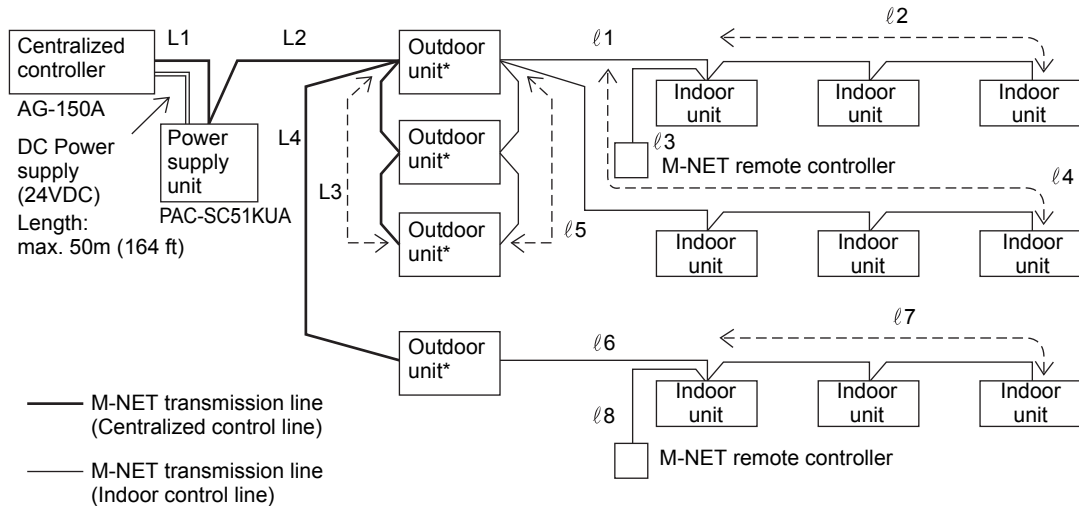 Centralized
controller
AG-150A
DC Power
supply
(24VDC)
Length:
max. 50m (164 ft)
L1
Power
supply
unit
PAC-SC51KUA
L2
L4
L3
Outdoor
unit*
Outdoor
unit*
Outdoor
unit*
Outdoor
unit*
ℓ1
ℓ2
ℓ3
M-NET remote controller
ℓ4
ℓ5
Indoor
unit
Indoor
unit
Indoor
unit
Indoor
unit
Indoor
unit
Indoor
unit
ℓ6
ℓ7
ℓ8
Indoor
unit
Indoor
unit
Indoor
unit
M-NET remote controller
M-NET transmission line
(Centralized control line)
M-NET transmission line
(Indoor control line)